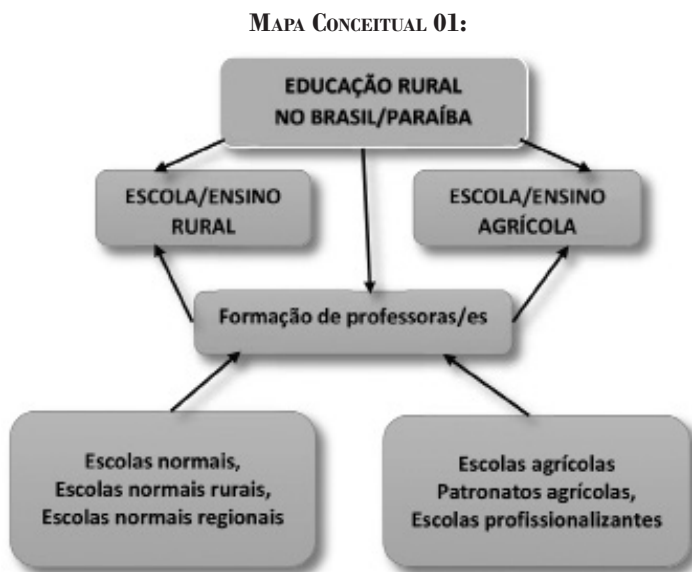 MAPA CONCEITUAL 01:
EDUCAÇÃO RURAL
NO BRASIL/PARAÍBA
ESCOLA/ENSINO
RURAL
ESCOLA/ENSINO
AGRÍCOLA
Formação de professoras/es
Escolas normais,
Escolas normais rurais,
Escolas normais regionais
Escolas agrícolas
Patronatos agrícolas,
Escolas profissionalizantes